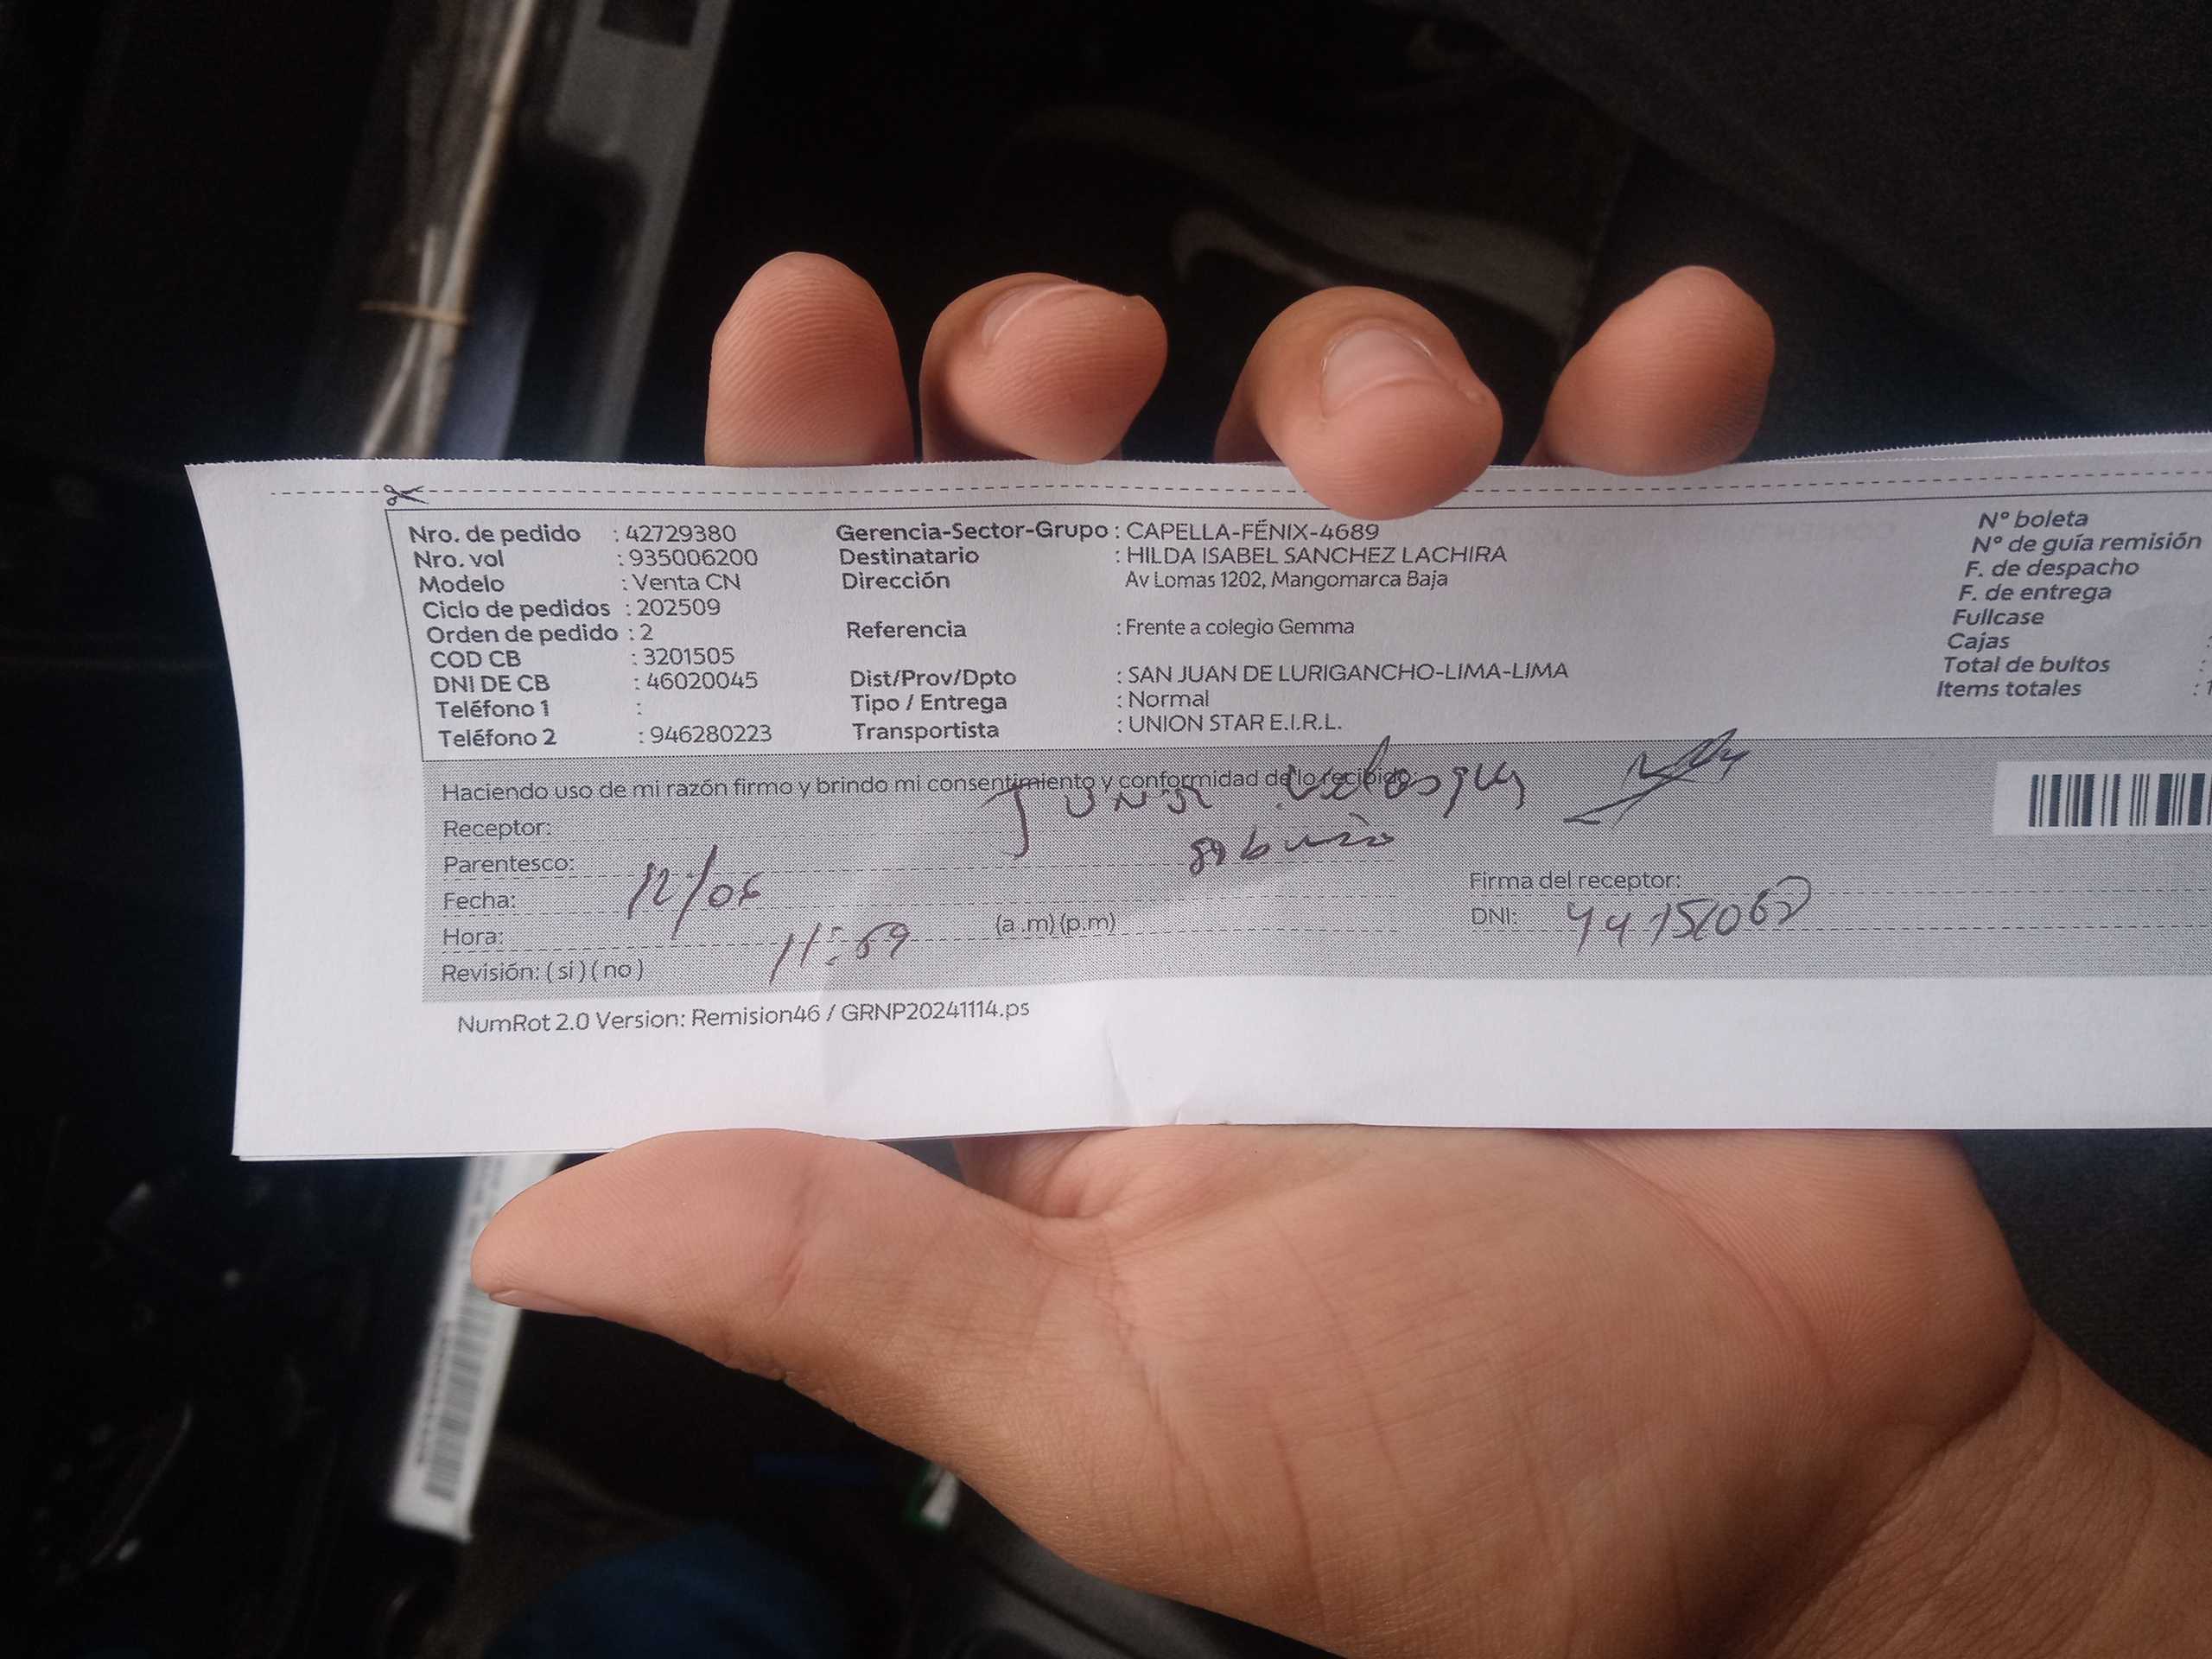 Nro. de pedido : 42729380 Gerencia-Sector-Grupo : CAPELLA-FÉNIX-4689 N° boleta
Nro. vol : 935006200 Destinatario : HILDA ISABEL SANCHEZ LACHIRA N° de guía remisión
Modelo : Venta CN Dirección Av Lomas 1202, Mangomarca Baja F. de despacho
Ciclo de pedidos : 202509 F. de entrega
Orden de pedido : 2 Referencia : Frente a colegio Gemma Fullcase
COD CB : 3201505 Cajas :
DNI DE CB : 46020045 Dist/Prov/Dpto : SAN JUAN DE LURIGANCHO-LIMA-LIMA Total de bultos :
Teléfono 1 : Tipo / Entrega : Normal Items totales : 1
Teléfono 2 : 946280223 Transportista : UNION STAR E.I.R.L.
Haciendo uso de mi razón firmo y brindo mi consentimiento y conformidad de lo recibido
Receptor:
Parentesco:
Fecha: 12/06 Firma del receptor:
Hora: 11:59 (a.m) (p.m) DNI:
Revisión: ( si ) ( no )
NumRot 2.0 Version: Remision46 / GRNP20241114.ps